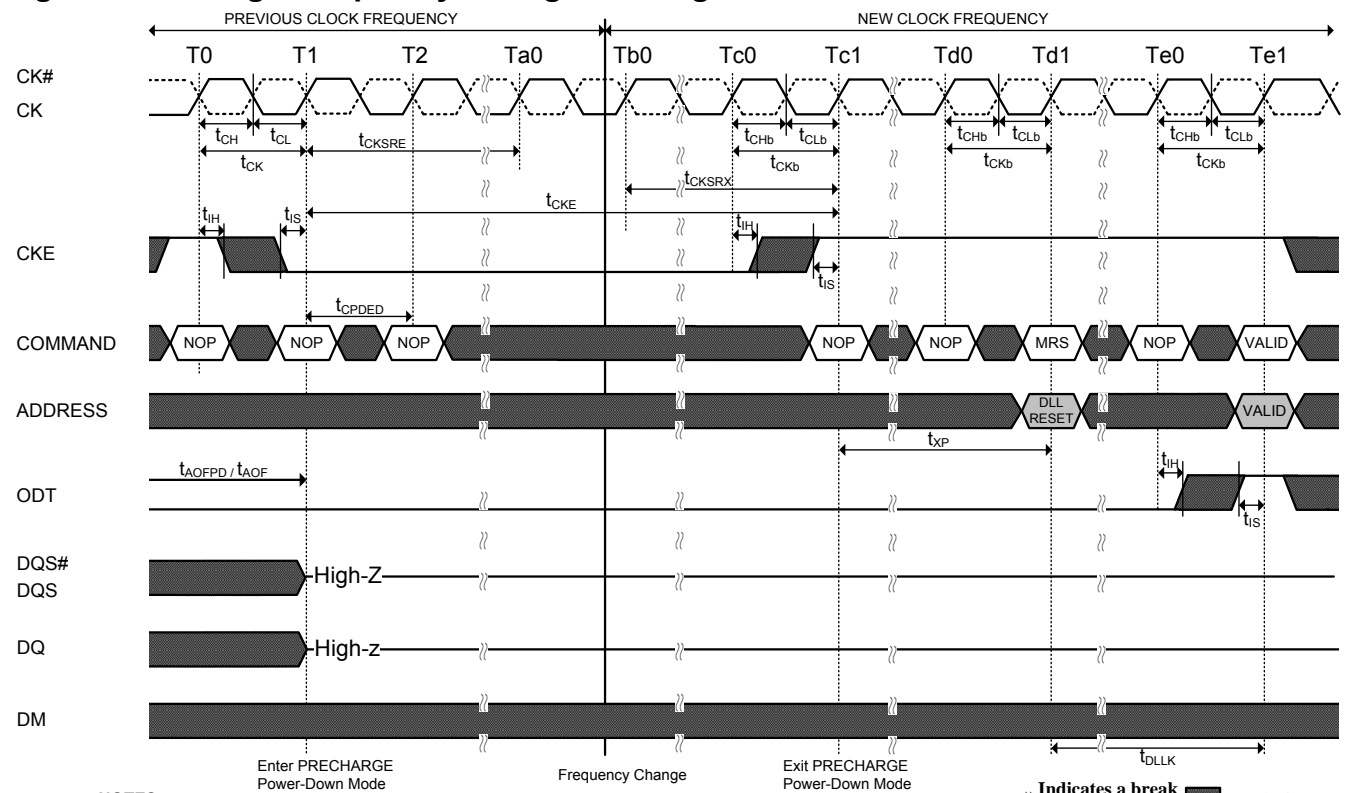 PREVIOUS CLOCK FREQUENCY NEW CLOCK FREQUENCY
T0 T1 T2 Ta0 Tb0 Tc0 Tc1 Td0 Td1 Te0 Te1
CK#
CK
tCH tCL tCHb tCLb tCHb tCLb tCHb tCLb
tCK tCKSRE tCKb tCKb tCKb
tCKSRX
tCKE
tIH tIS tIH
CKE
tIS
tCPDED
COMMAND NOP NOP NOP NOP NOP MRS NOP VALID
ADDRESS DLL RESET VALID
tXP
tAOFPD / tAOF tIH
ODT
tIS
DQS#
DQS High-Z
DQ High-z
DM
tDLLK
Enter PRECHARGE
Power-Down Mode
Frequency Change
Exit PRECHARGE
Power-Down Mode
Indicates a break